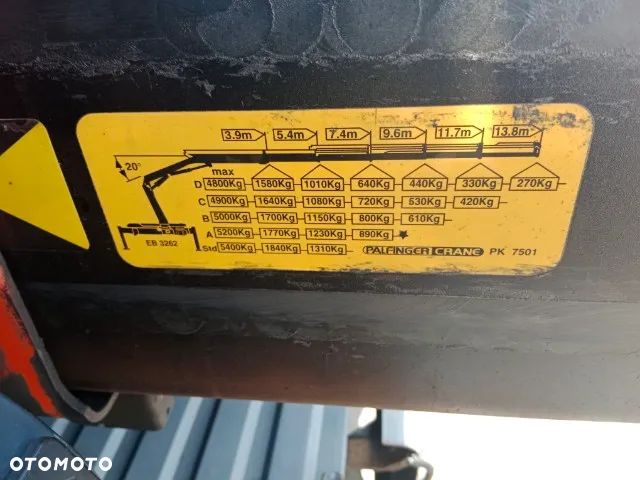 3.9m 5.4m 7.4m 9.6m 11.7m 13.8m
20°
max
D 4800Kg 1580Kg 1010Kg 640Kg 440Kg 330Kg 270Kg
C 4900Kg 1640Kg 1080Kg 720Kg 530Kg 420Kg
B 5000Kg 1700Kg 1150Kg 800Kg 610Kg
A 5200Kg 1770Kg 1230Kg 890Kg ★
Std 5400Kg 1840Kg 1310Kg PALFINGER CRANE PK 7501
EB 3262
OTOMOTO